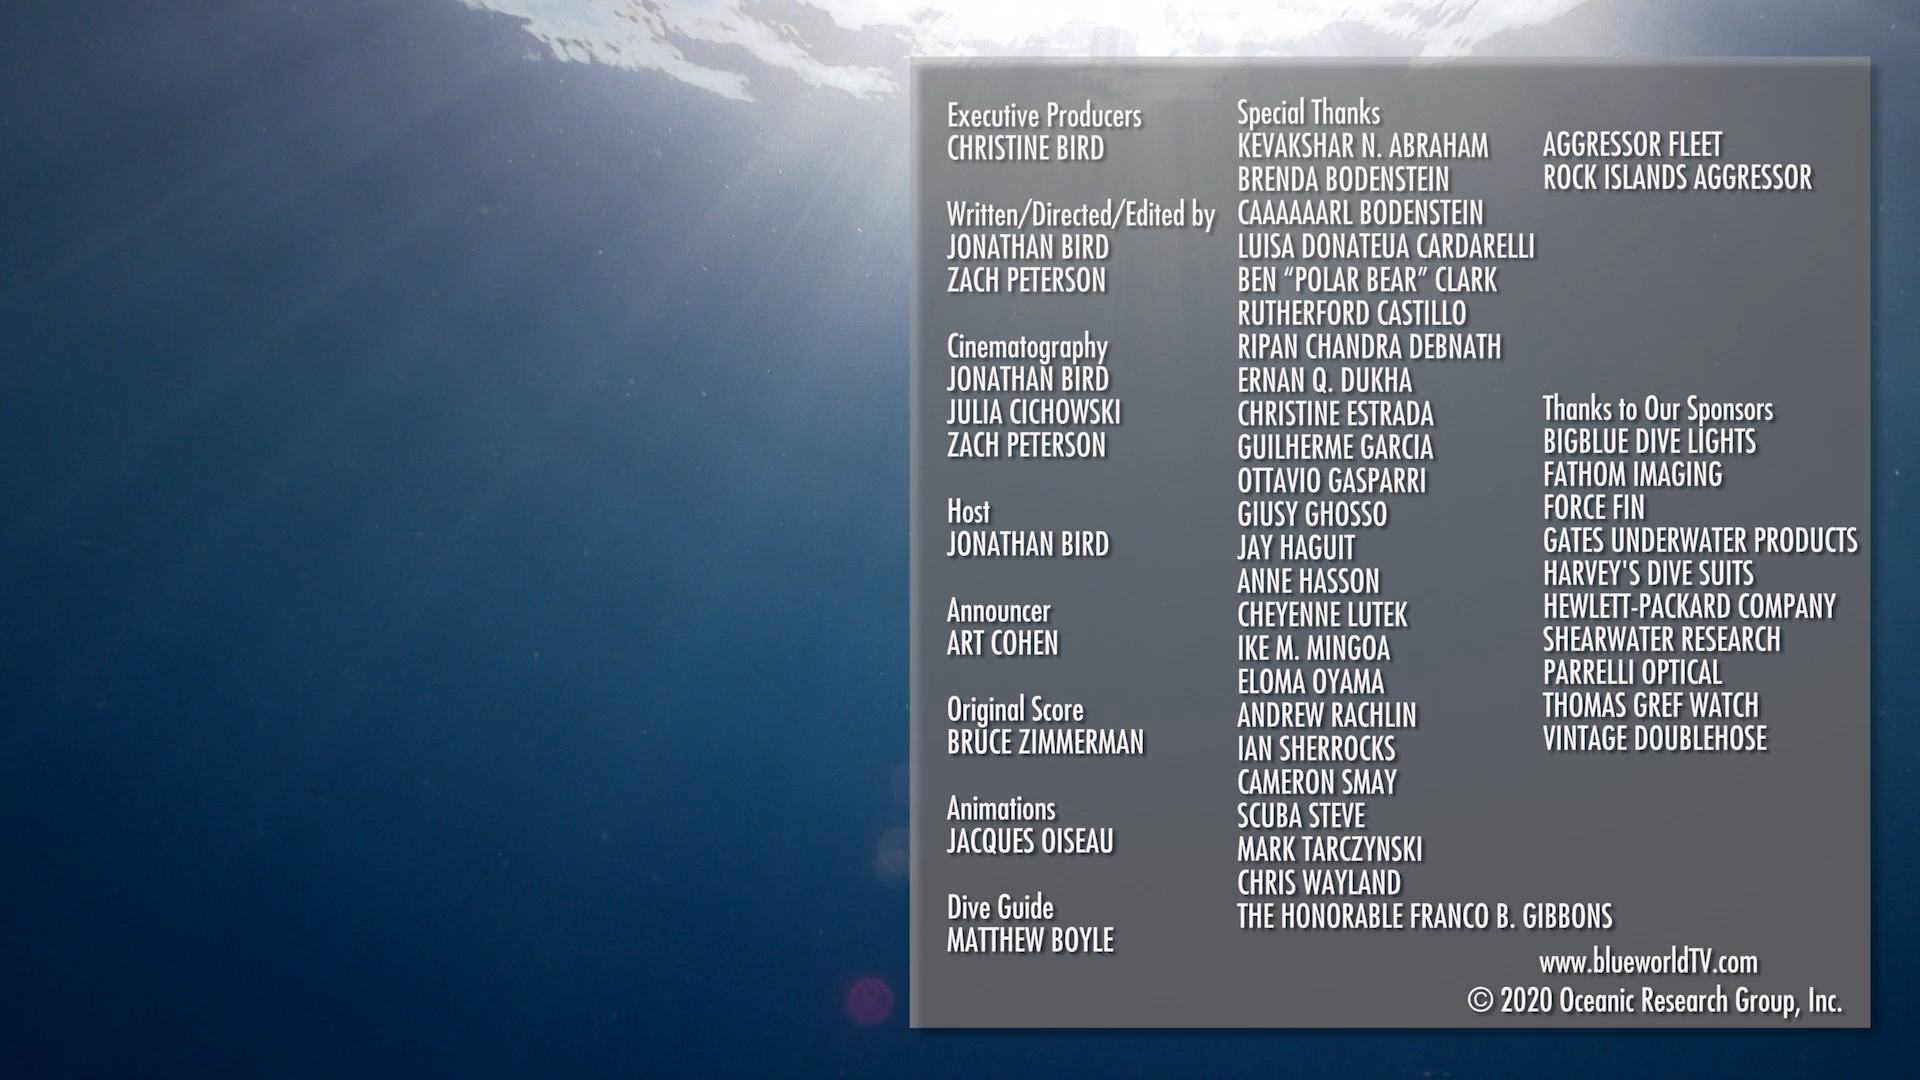 Executive Producers
CHRISTINE BIRD
Written/Directed/Edited by
JONATHAN BIRD
ZACH PETERSON
Cinematography
JONATHAN BIRD
JULIA CICHOWSKI
ZACH PETERSON
Host
JONATHAN BIRD
Announcer
ART COHEN
Original Score
BRUCE ZIMMERMAN
Animations
JACQUES OISEAU
Dive Guide
MATTHEW BOYLE
Special Thanks
KEVAKSHAR N. ABRAHAM
BRENDA BODENSTEIN
CAAAAAARL BODENSTEIN
LUISA DONATEUA CARDARELLI
BEN “POLAR BEAR” CLARK
RUTHERFORD CASTILLO
RIPAN CHANDRA DEBNATH
ERNAN Q. DUKHA
CHRISTINE ESTRADA
GUILHERME GARCIA
OTTAVIO GASPARRI
GIUSY GHOSSO
JAY HAGUIT
ANNE HASSON
CHEYENNE LUTEK
IKE M. MINGOA
ELOMA OYAMA
ANDREW RACHLIN
IAN SHERROCKS
CAMERON SMAY
SCUBA STEVE
MARK TARCZYNSKI
CHRIS WAYLAND
THE HONORABLE FRANCO B. GIBBONS
AGGRESSOR FLEET
ROCK ISLANDS AGGRESSOR
Thanks to Our Sponsors
BIGBLUE DIVE LIGHTS
FATHOM IMAGING
FORCE FIN
GATES UNDERWATER PRODUCTS
HARVEY'S DIVE SUITS
HEWLETT-PACKARD COMPANY
SHEARWATER RESEARCH
PARRELLI OPTICAL
THOMAS GREF WATCH
VINTAGE DOUBLEHOSE
www.blueworldTV.com
© 2020 Oceanic Research Group, Inc.